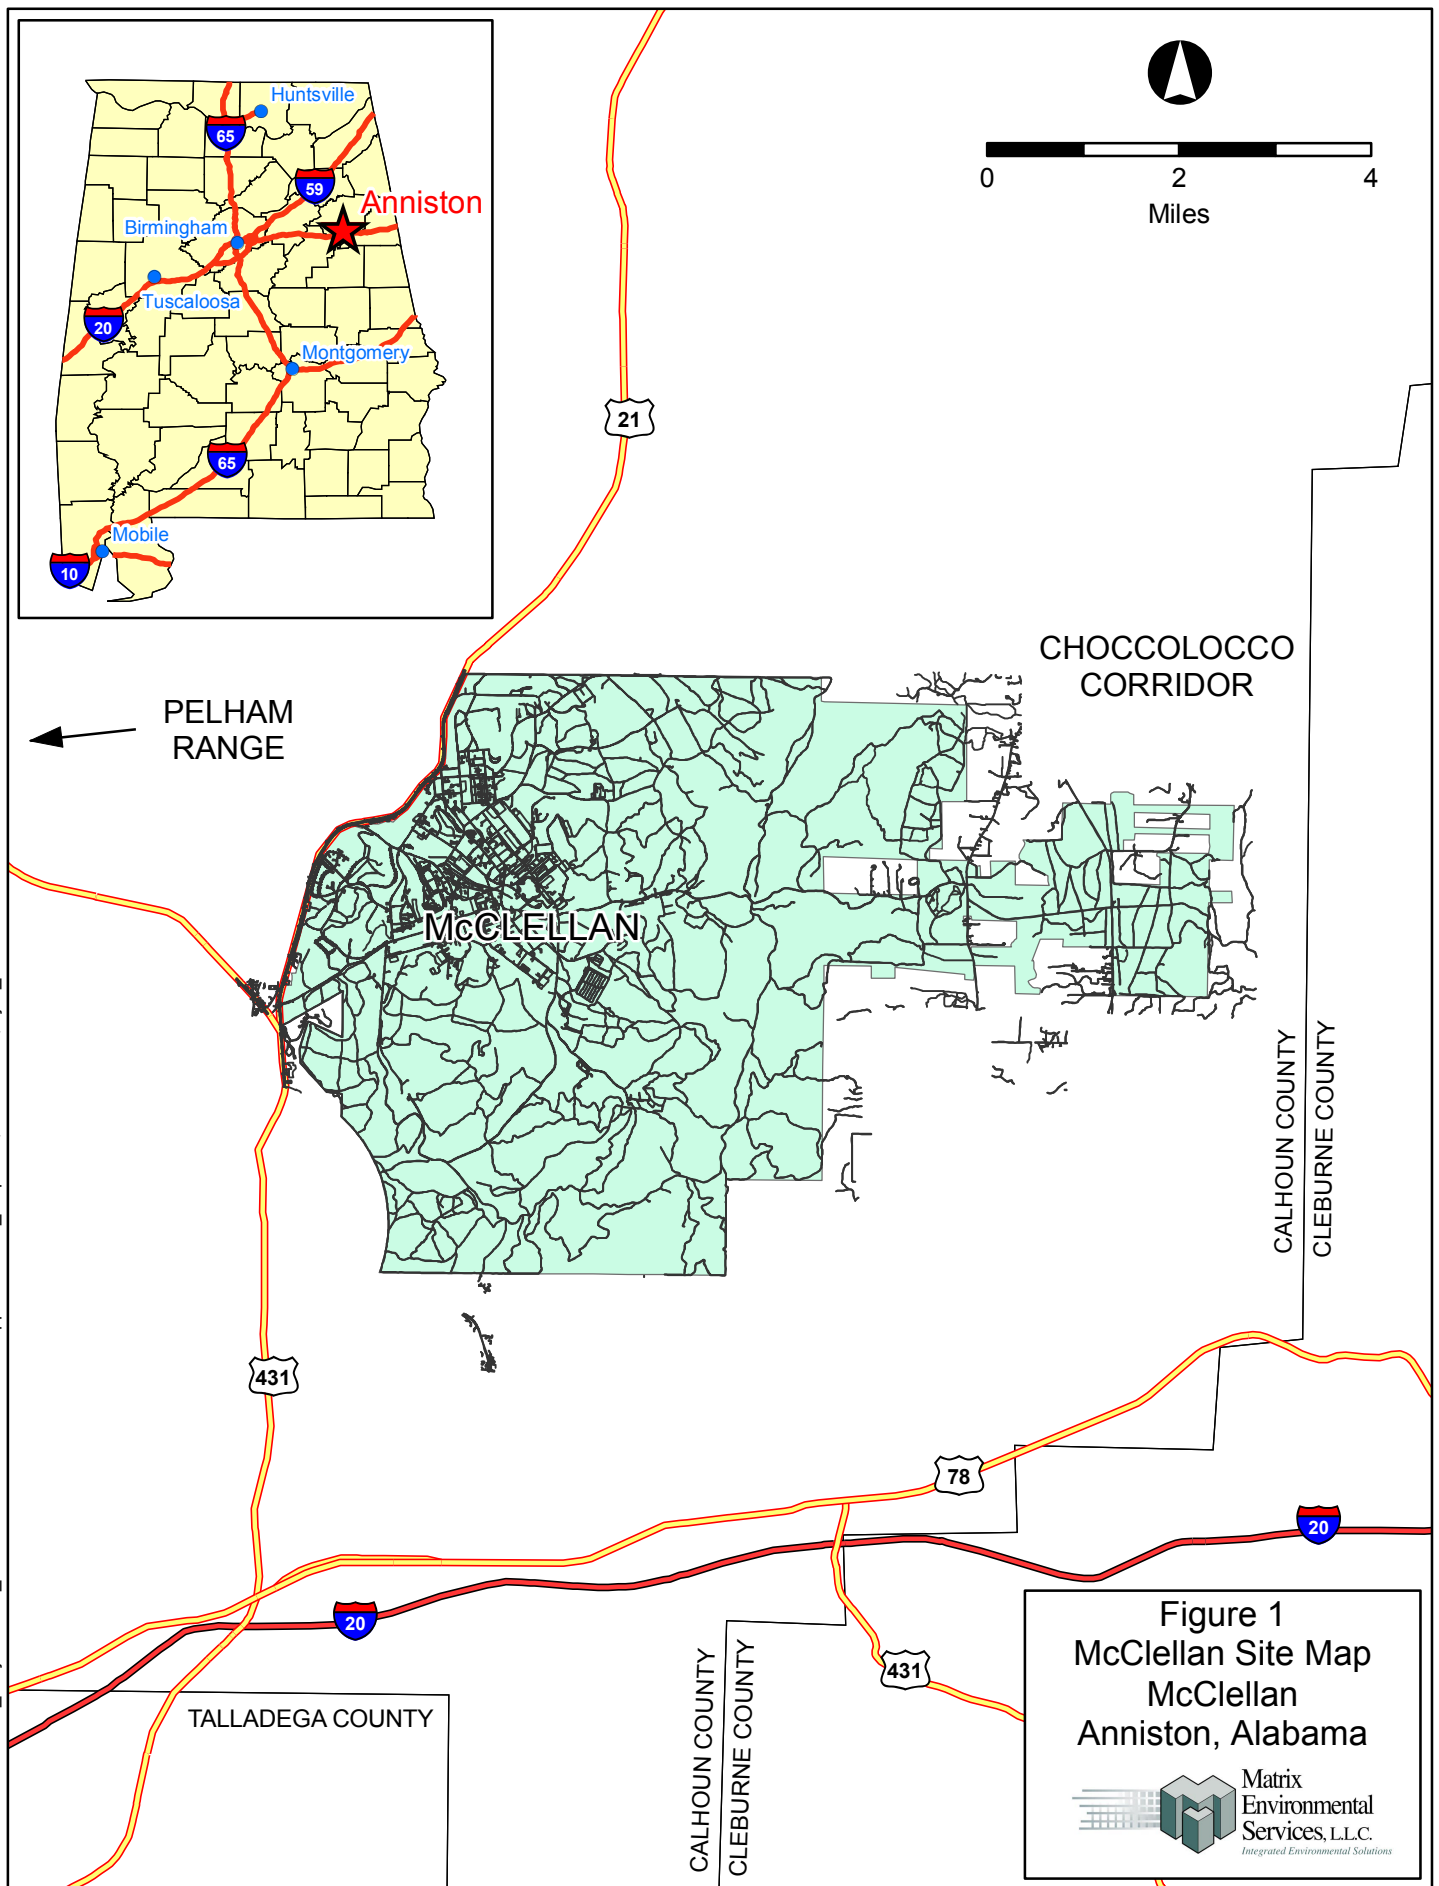 Huntsville
65
59
Anniston
Birmingham
Tuscaloosa
20
Montgomery
65
Mobile
10
0 2 4
Miles
21
CHOCCOLOCCO
CORRIDOR
PELHAM
RANGE
McCLELLAN
CALHOUN COUNTY
CLEBURNE COUNTY
431
78
20
20
431
TALLADEGA COUNTY
CALHOUN COUNTY
CLEBURNE COUNTY
Figure 1
McClellan Site Map
McClellan
Anniston, Alabama
Matrix
Environmental
Services, L.L.C.
Integrated Environmental Solutions